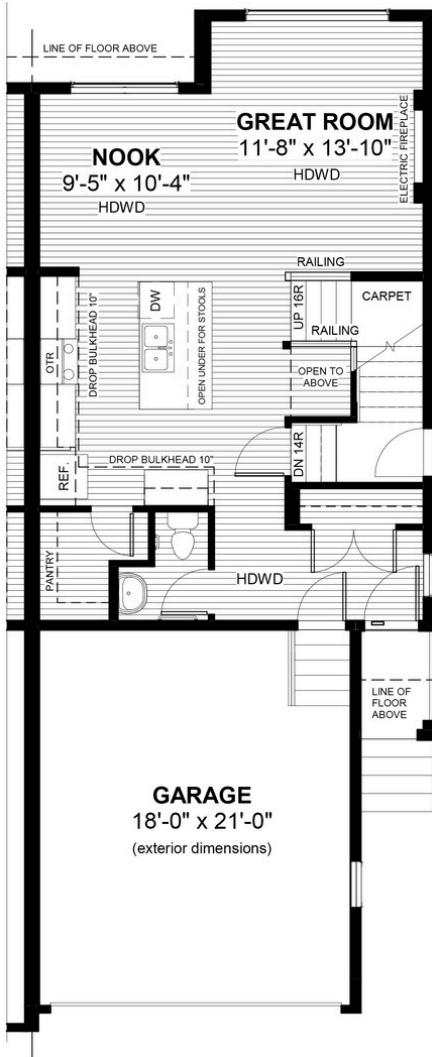 LINE OF FLOOR ABOVE
GREAT ROOM
11'-8" x 13'-10"
HDWD
ELECTRIC FIREPLACE
NOOK
9'-5" x 10'-4"
HDWD
RAILING
UP 16R
CARPET
RAILING
OPEN TO
ABOVE
DW
OPEN UNDER FOR STOOLS
DROP BULKHEAD 10"
OTR
DROP BULKHEAD 10"
REF.
DN 14R
PANTRY
HDWD
LINE OF
FLOOR
ABOVE
GARAGE
18'-0" x 21'-0"
(exterior dimensions)